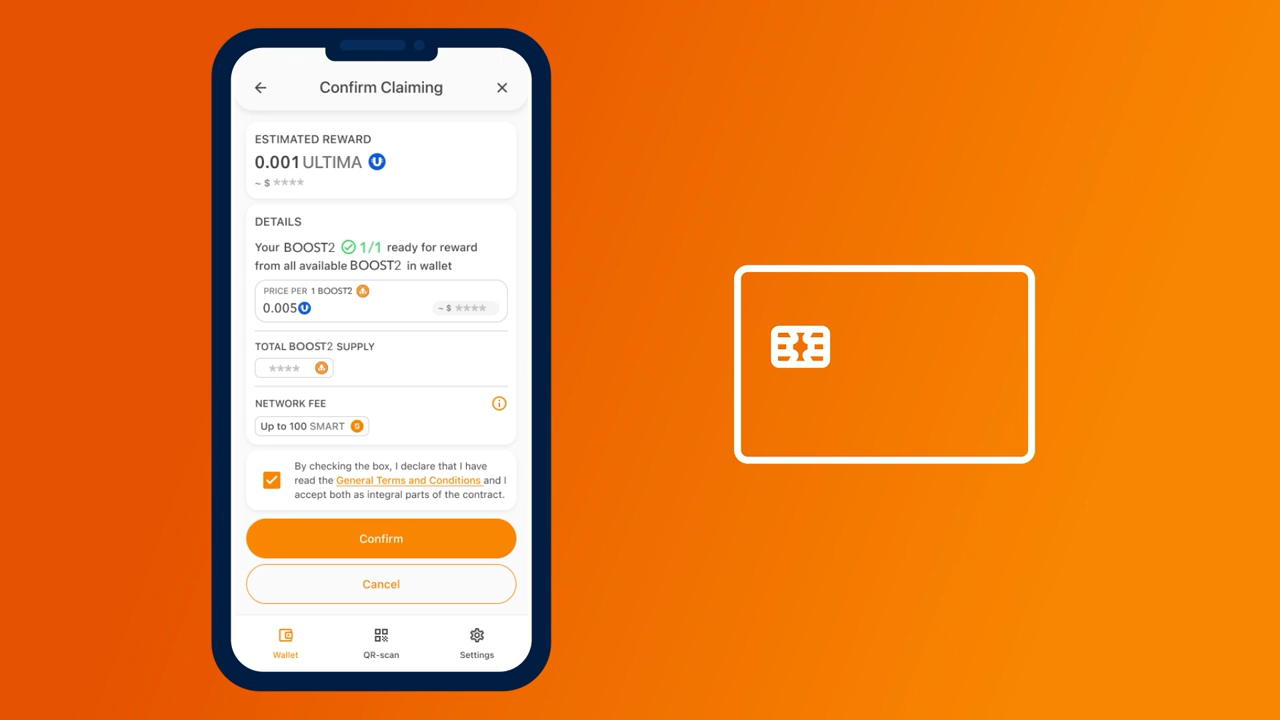 Confirm Claiming
ESTIMATED REWARD
0.001 ULTIMA
~ $ ****
DETAILS
Your BOOST2 1/1 ready for reward
from all available BOOST2 in wallet
PRICE PER 1 BOOST2
0.005 ~ $ ****
TOTAL BOOST2 SUPPLY
****
NETWORK FEE
Up to 100 SMART
By checking the box, I declare that I have
read the General Terms and Conditions and I
accept both as integral parts of the contract.
Confirm
Cancel
Wallet QR-scan Settings